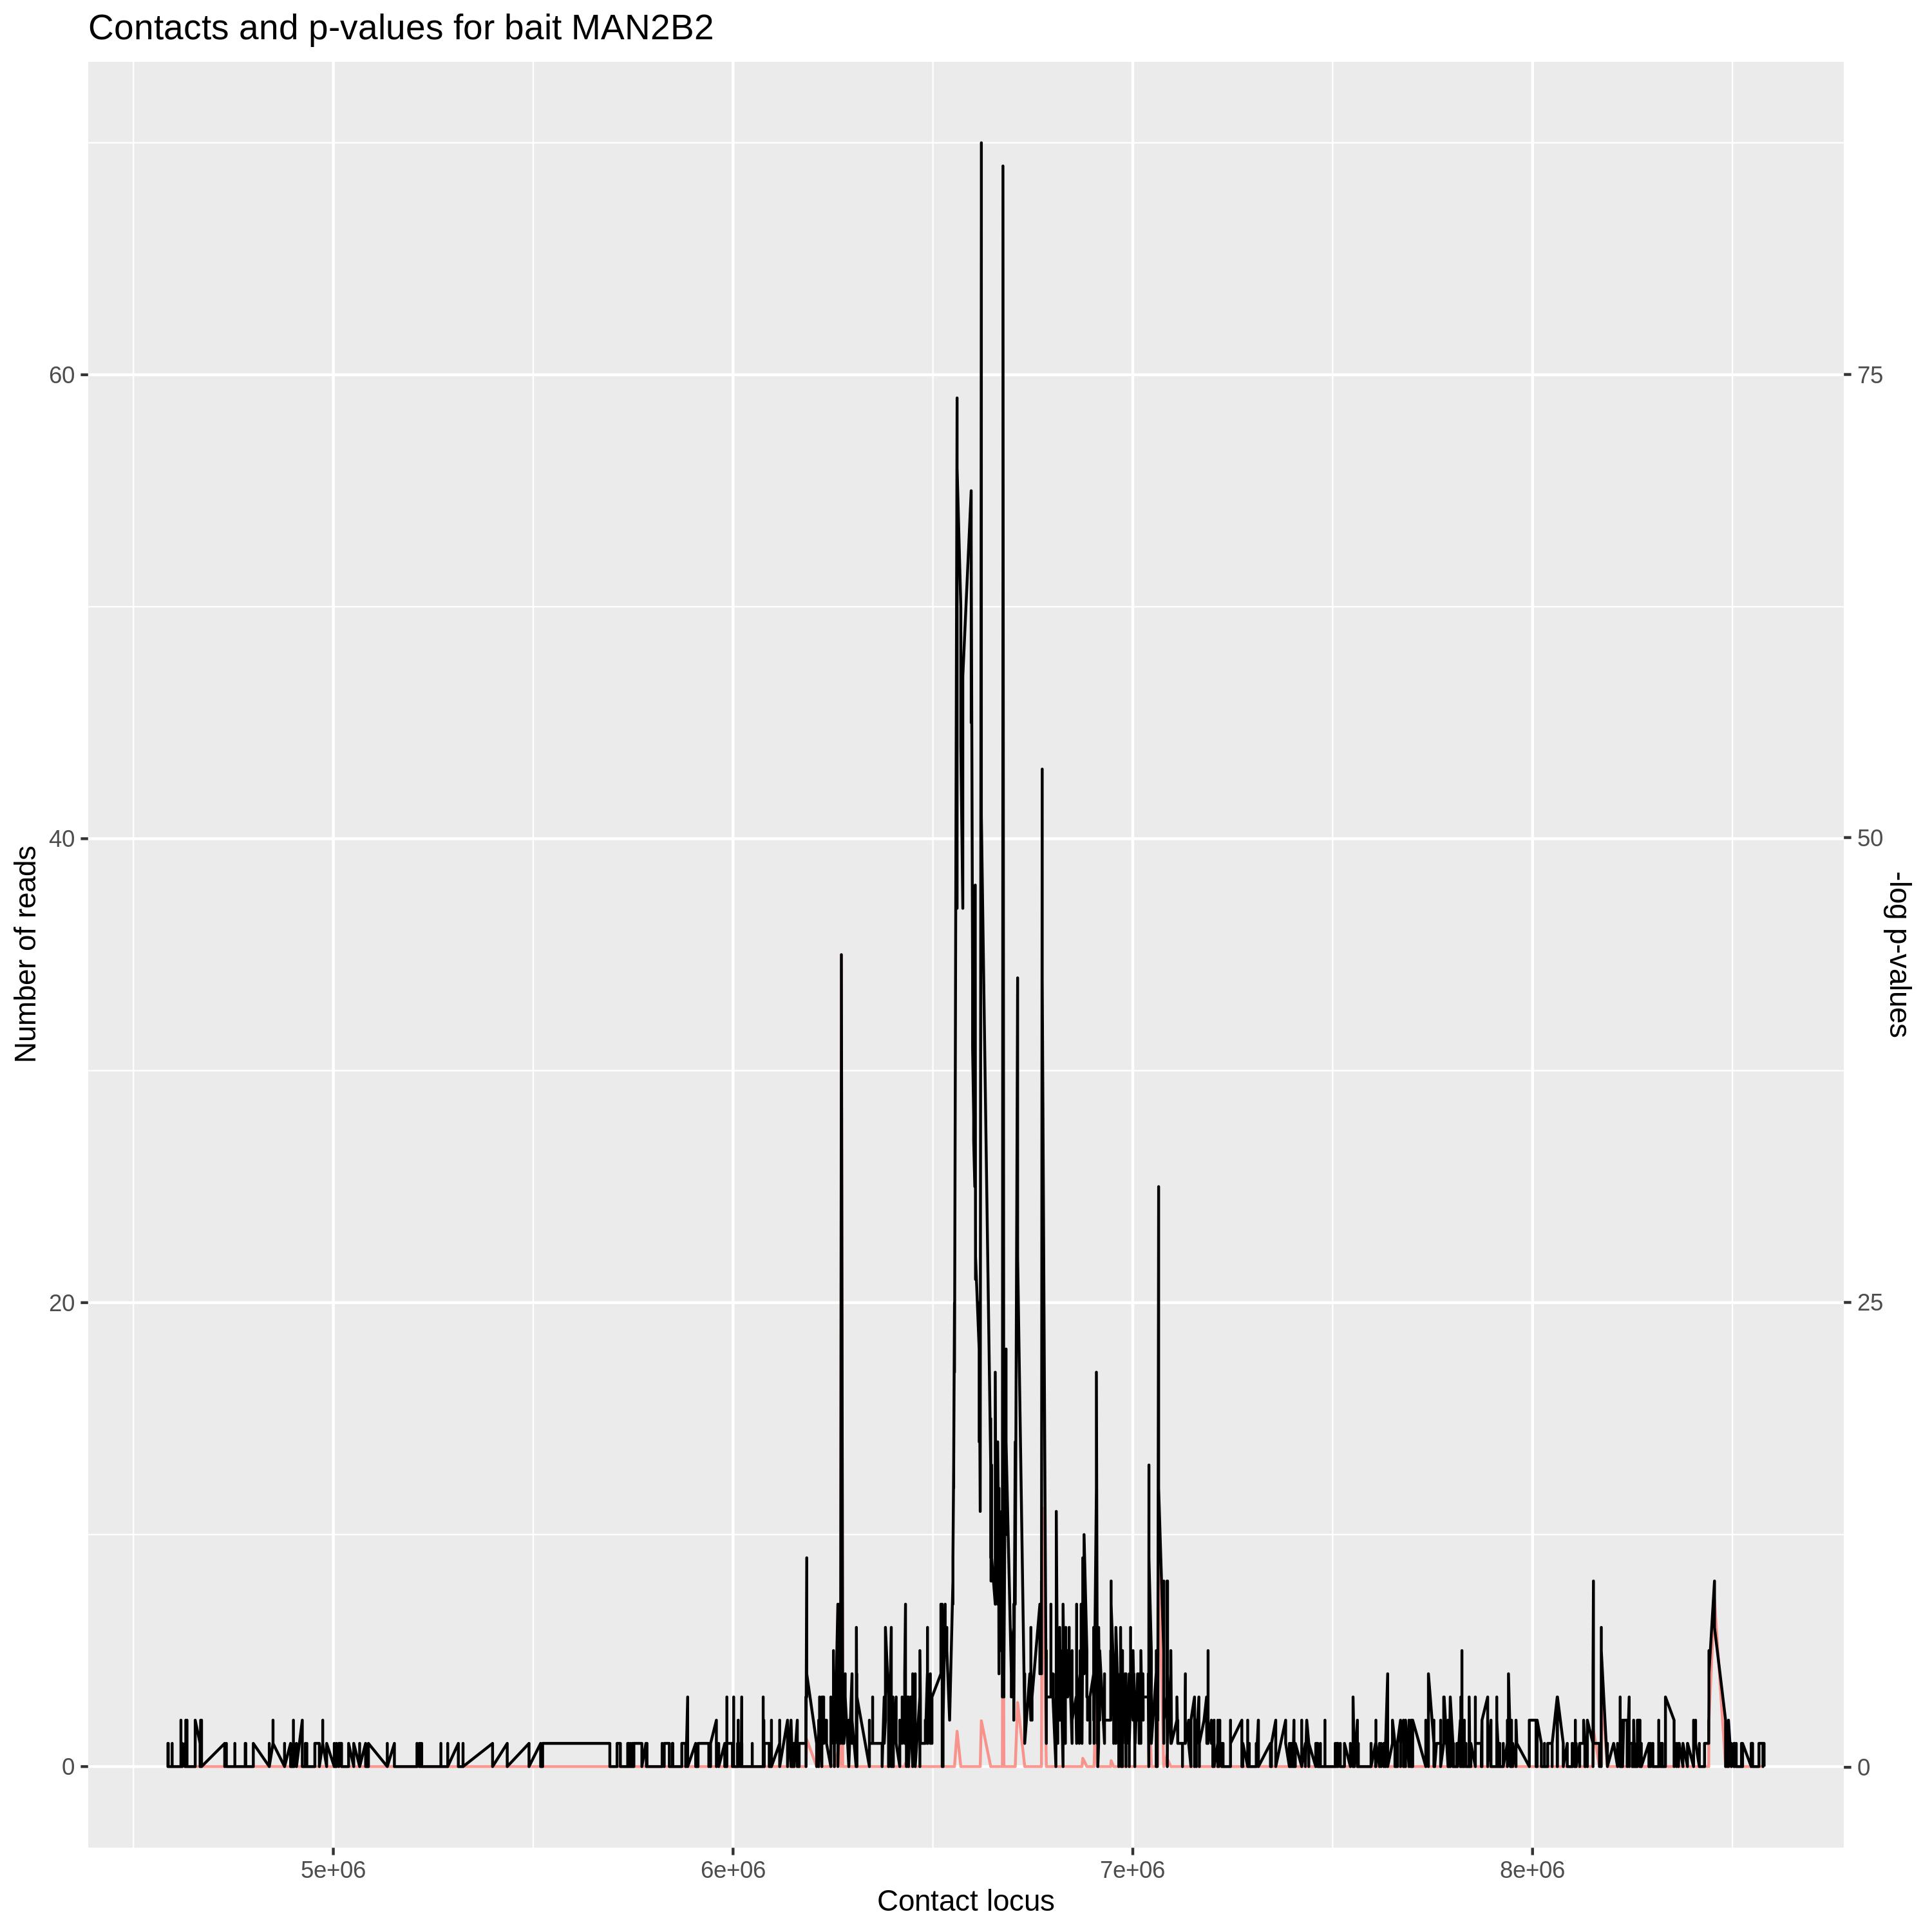 Contacts and p-values for bait MAN2B2
60
40
20
0
75
50
25
0
Number of reads
-log p-values
5e+06 6e+06 7e+06 8e+06
Contact locus